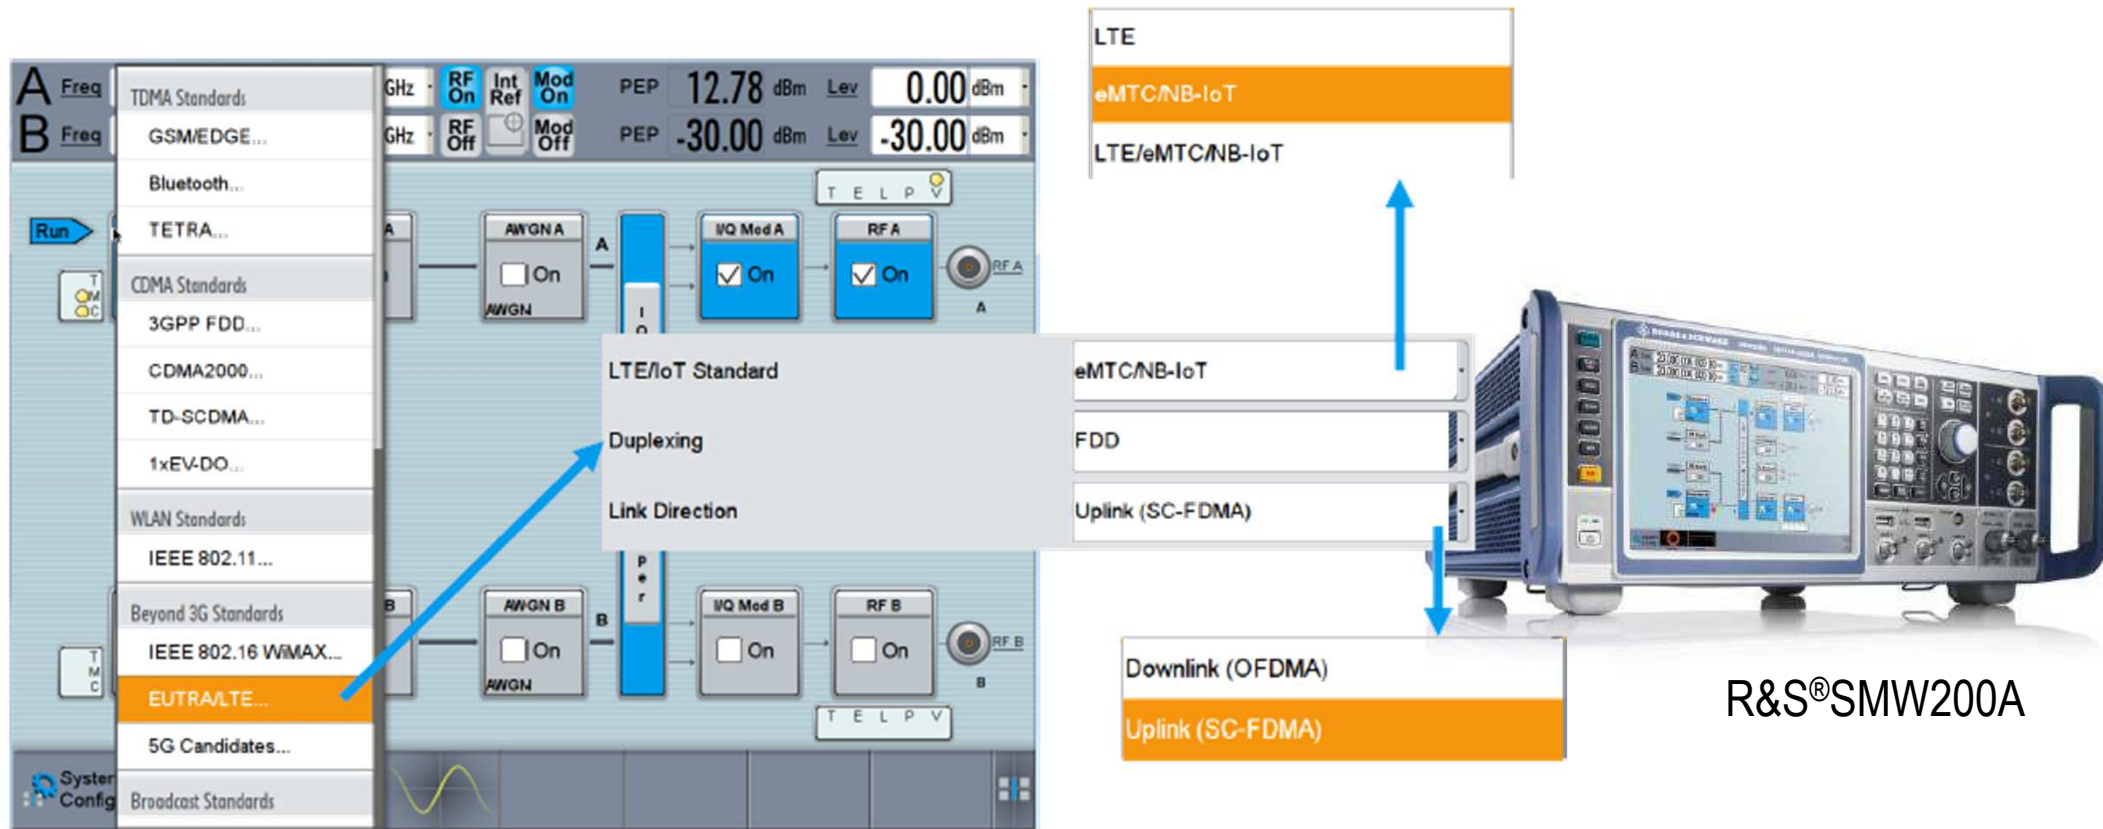 A Freq GHz RF On Int Ref Mod On PEP 12.78 dBm Lev 0.00 dBm
B Freq GHz RF Off Mod Off PEP -30.00 dBm Lev -30.00 dBm
TDMA Standards
GSM/EDGE...
Bluetooth...
TETRA...
CDMA Standards
3GPP FDD...
CDMA2000...
TD-SCDMA...
1xEV-DO...
WLAN Standards
IEEE 802.11...
Beyond 3G Standards
IEEE 802.16 WiMAX...
EUTRA/LTE...
5G Candidates...
Broadcast Standards
Run
T
M
C
A
AWGN A
On
AWGN
A
I/Q Mod A
On
RF A
On
T E L P V
RF A
A
T
M
C
B
AWGN B
On
AWGN
B
p
e
r
I/Q Mod B
On
RF B
On
RF B
B
T E L P V
System
Config
LTE
eMTC/NB-IoT
LTE/eMTC/NB-IoT
LTE/IoT Standard eMTC/NB-IoT
Duplexing FDD
Link Direction Uplink (SC-FDMA)
Downlink (OFDMA)
Uplink (SC-FDMA)
ROHDE & SCHWARZ
R&S®SMW200A